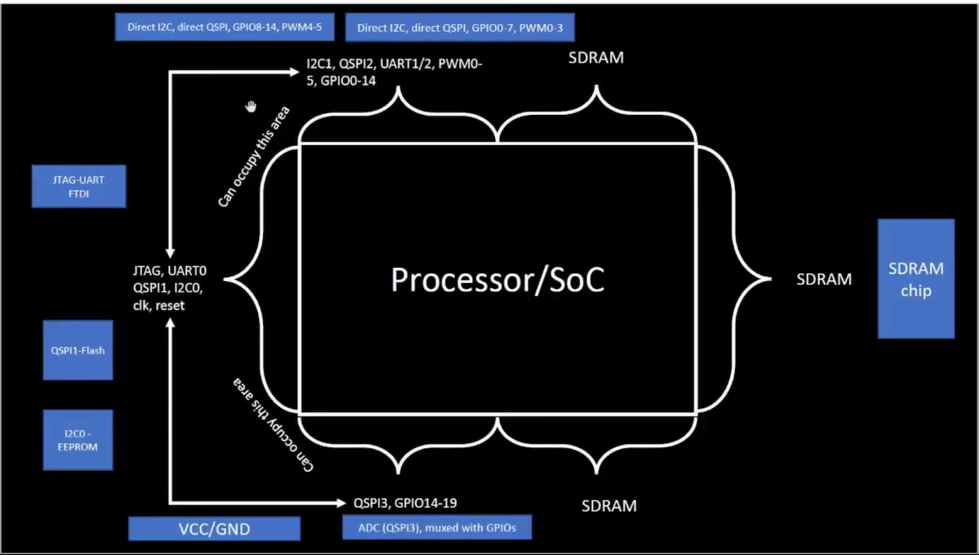 Direct I2C, direct QSPI, GPIO8-14, PWM4-5
Direct I2C, direct QSPI, GPIO0-7, PWM0-3
I2C1, QSPI2, UART1/2, PWM0-
5, GPIO0-14
SDRAM
Can occupy this area
JTAG-UART
FTDI
JTAG, UART0
QSPI1, I2C0,
clk, reset
Processor/SoC
SDRAM
SDRAM
chip
QSPI1-Flash
I2C0 -
EEPROM
Can occupy this area
QSPI3, GPIO14-19
SDRAM
VCC/GND
ADC (QSPI3), muxed with GPIOs